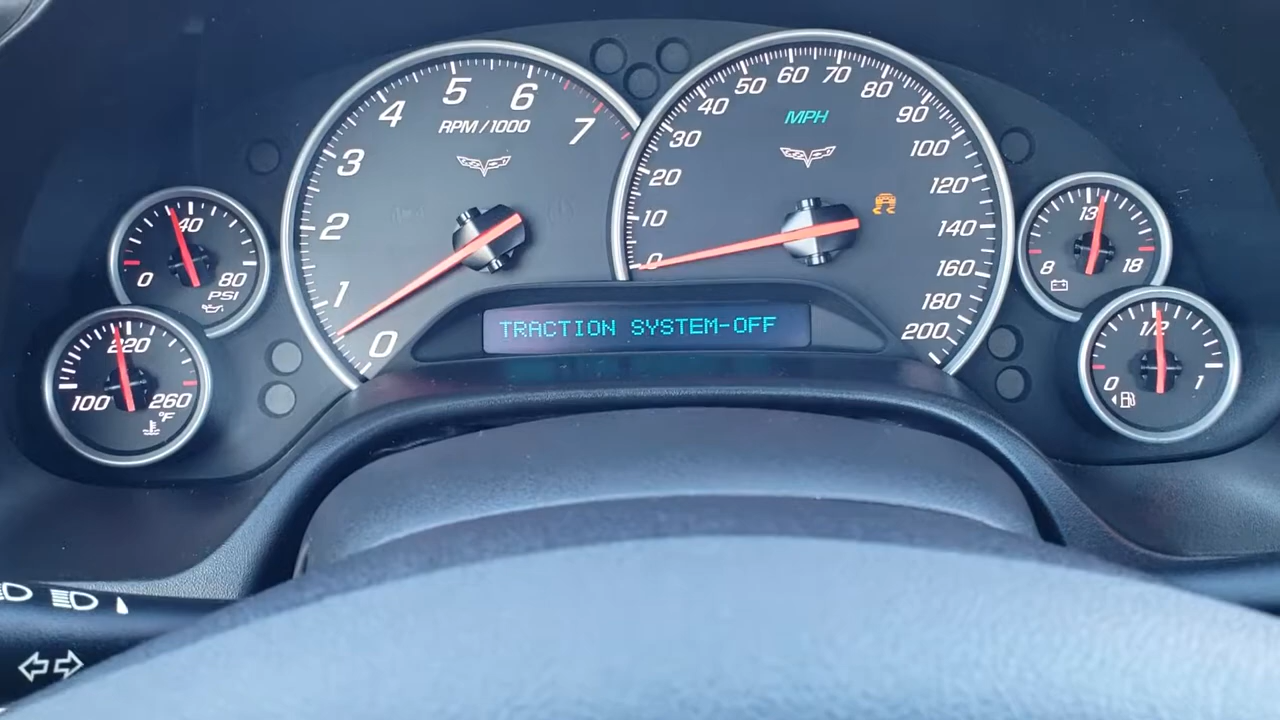 0 1 2 3 4 5 6 7
RPM/1000
0 10 20 30 40 50 60 70 80 90 100 120 140 160 180 200
MPH
TRACTION SYSTEM-OFF
0 40 80
PSI
100 220 260
°F
8 13 18
0 1/2 1